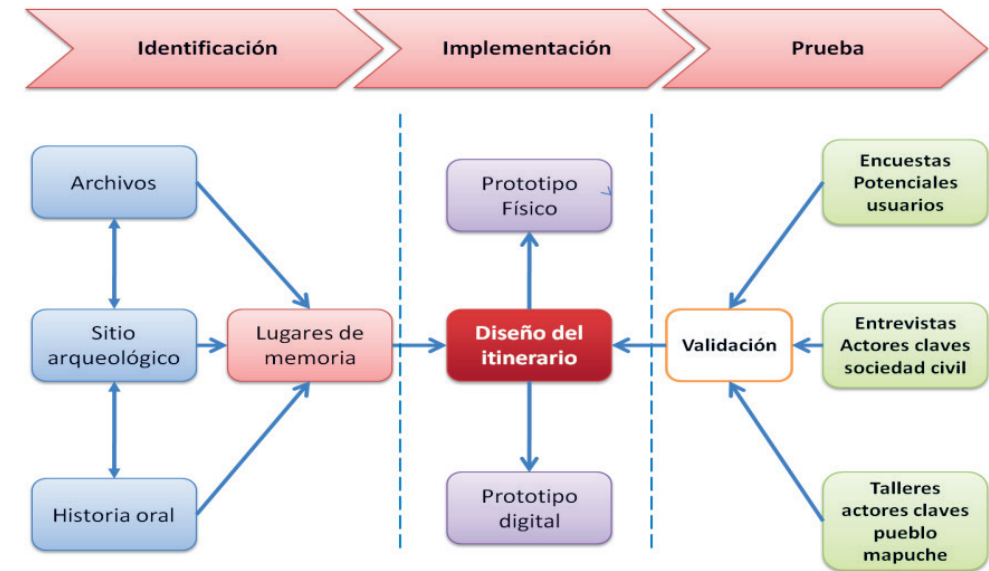 Identificación
Implementación
Prueba
Archivos
Sitio
arqueológico
Historia oral
Lugares de
memoria
Prototipo
Físico
Diseño del
itinerario
Prototipo
digital
Validación
Encuestas
Potenciales
usuarios
Entrevistas
Actores claves
sociedad civil
Talleres
actores claves
pueblo
mapuche